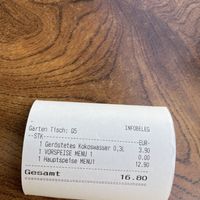 INFOBELEG
Garten Tisch: G5
--STK-- --EUR-
1 Geröstetes Kokoswasser 0,3L 3.90
1 VORSPEISE MENU 1 0.00
1 Hauptspeise MENU1 12.90
Gesamt 16.80